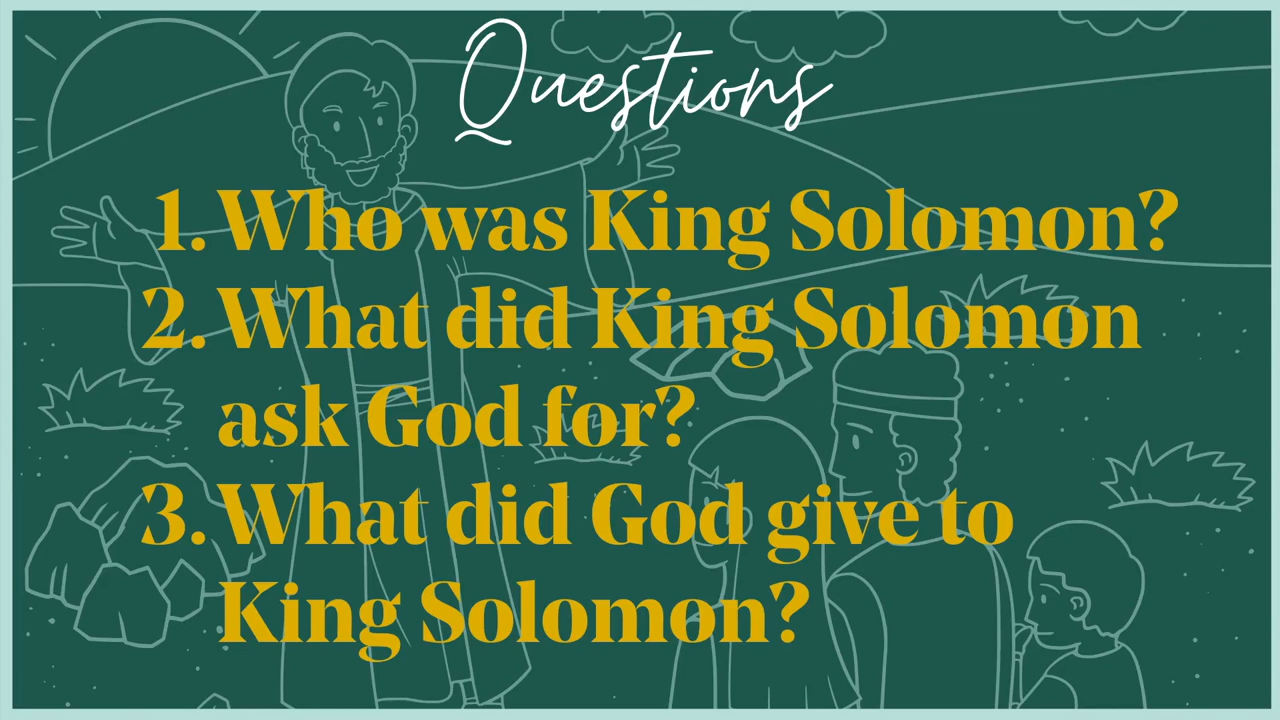 Questions
1. Who was King Solomon?
2. What did King Solomon
ask God for?
3. What did God give to
King Solomon?